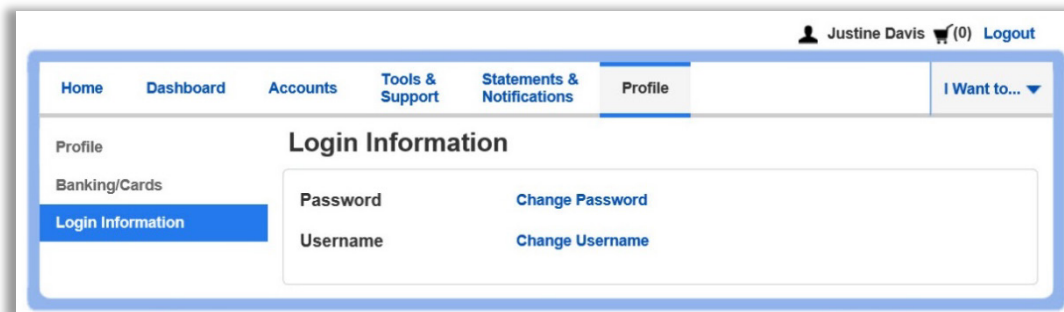 Justine Davis (0) Logout
Home Dashboard Accounts Tools & Support Statements & Notifications Profile I Want to...
Profile
Banking/Cards
Login Information
Login Information
Password Change Password
Username Change Username